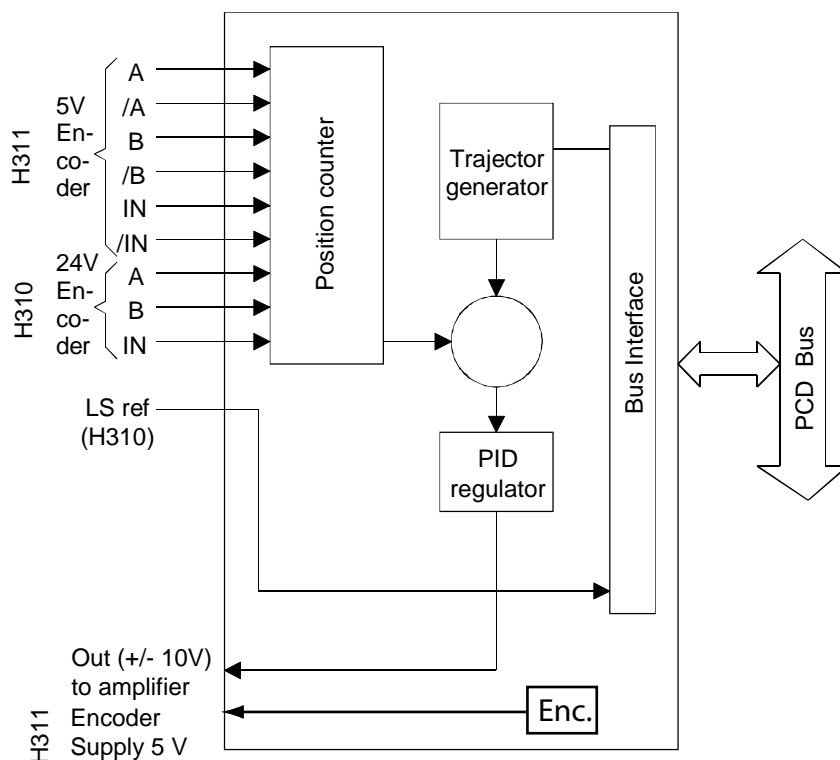 H311
5V
En-
co-
der
A
/A
B
/B
IN
/IN
H310
24V
En-
co-
der
A
B
IN
LS ref
(H310)
Position counter
Trajector
generator
PID
regulator
Bus Interface
PCD Bus
Out (+/- 10V)
to amplifier
H311
Encoder
Supply 5 V
Enc.